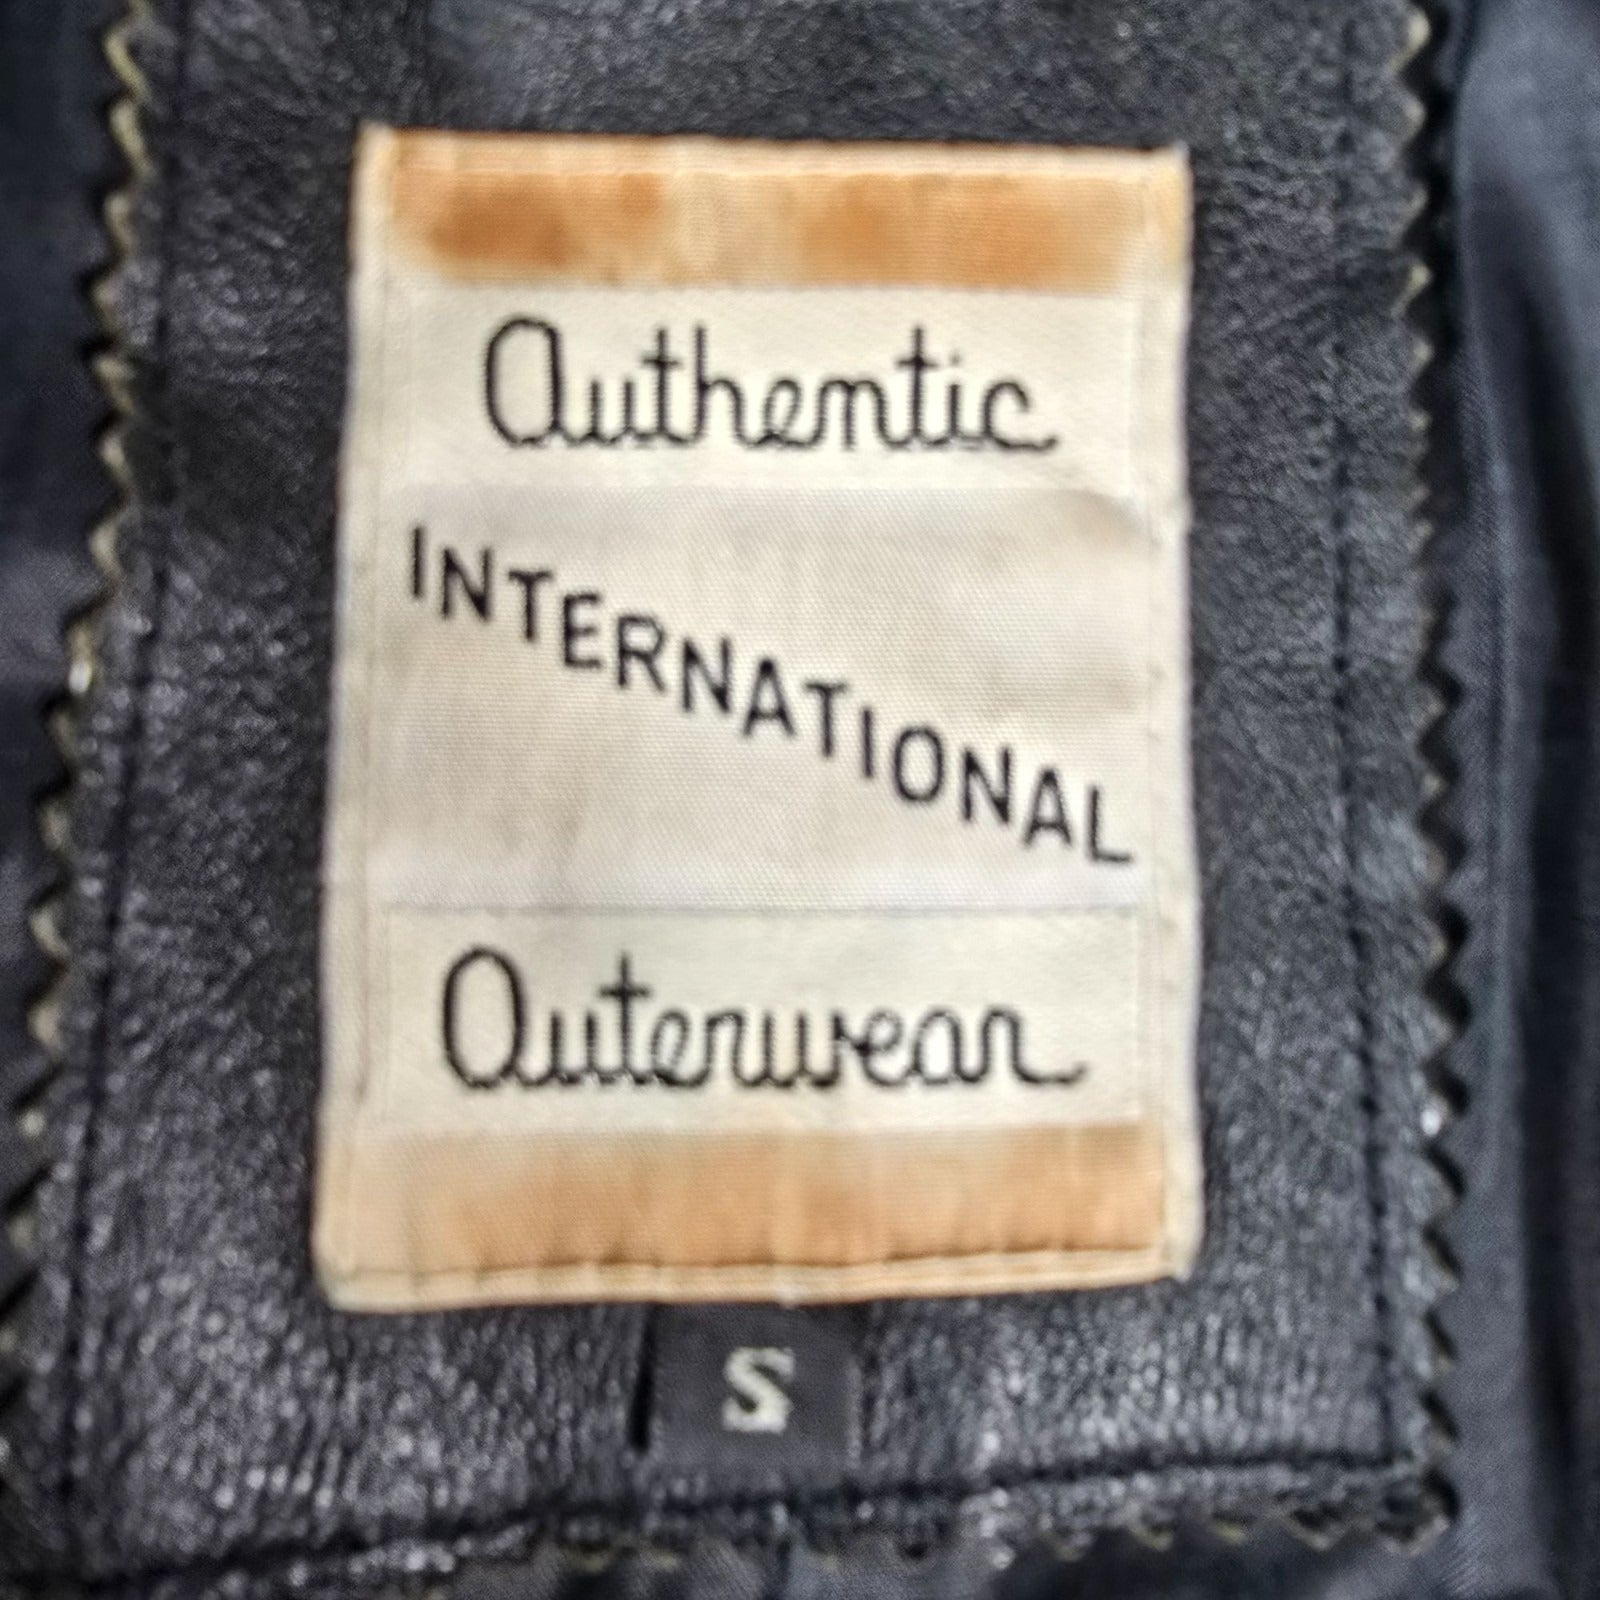 Authentic
INTERNATIONAL
Outerwear
S